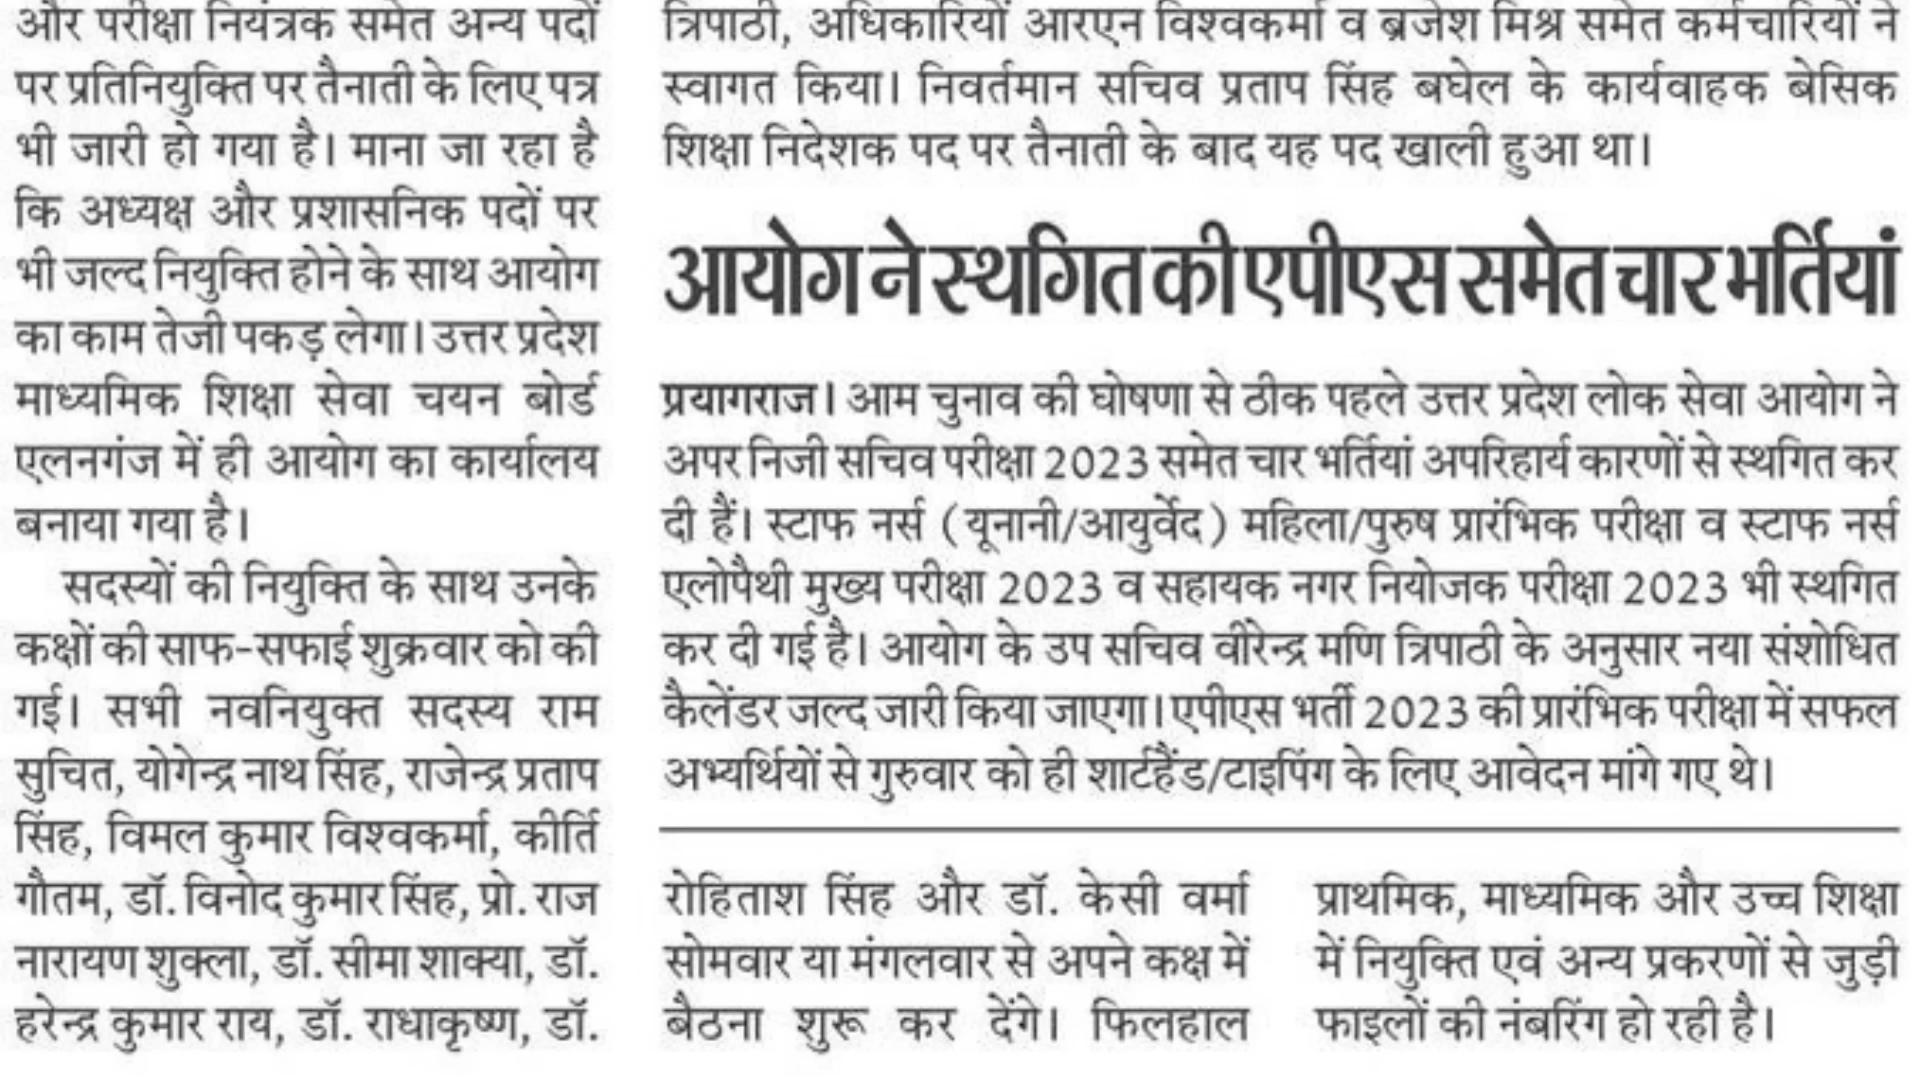 और परीक्षा नियंत्रक समेत अन्य पदों
पर प्रतिनियुक्ति पर तैनाती के लिए पत्र
भी जारी हो गया है। माना जा रहा है
कि अध्यक्ष और प्रशासनिक पदों पर
भी जल्द नियुक्ति होने के साथ आयोग
का काम तेजी पकड़ लेगा। उत्तर प्रदेश
माध्यमिक शिक्षा सेवा चयन बोर्ड
एलनगंज में ही आयोग का कार्यालय
बनाया गया है।
सदस्यों की नियुक्ति के साथ उनके
कक्षों की साफ-सफाई शुक्रवार को की
गई। सभी नवनियुक्त सदस्य राम
सुचित, योगेन्द्र नाथ सिंह, राजेन्द्र प्रताप
सिंह, विमल कुमार विश्वकर्मा, कीर्ति
गौतम, डॉ. विनोद कुमार सिंह, प्रो. राज
नारायण शुक्ला, डॉ. सीमा शाक्या, डॉ.
हरेन्द्र कुमार राय, डॉ. राधाकृष्ण, डॉ.
त्रिपाठी, अधिकारियों आरएन विश्वकर्मा व ब्रजेश मिश्र समेत कर्मचारियों ने
स्वागत किया। निवर्तमान सचिव प्रताप सिंह बघेल के कार्यवाहक बेसिक
शिक्षा निदेशक पद पर तैनाती के बाद यह पद खाली हुआ था।
आयोग ने स्थगित की एपीएस समेत चार भर्तियां
प्रयागराज। आम चुनाव की घोषणा से ठीक पहले उत्तर प्रदेश लोक सेवा आयोग ने
अपर निजी सचिव परीक्षा 2023 समेत चार भर्तियां अपरिहार्य कारणों से स्थगित कर
दी हैं। स्टाफ नर्स (यूनानी/आयुर्वेद) महिला/पुरुष प्रारंभिक परीक्षा व स्टाफ नर्स
एलोपैथी मुख्य परीक्षा 2023 व सहायक नगर नियोजक परीक्षा 2023 भी स्थगित
कर दी गई है। आयोग के उप सचिव वीरेन्द्र मणि त्रिपाठी के अनुसार नया संशोधित
कैलेंडर जल्द जारी किया जाएगा। एपीएस भर्ती 2023 की प्रारंभिक परीक्षा में सफल
अभ्यर्थियों से गुरुवार को ही शार्टहैंड/टाइपिंग के लिए आवेदन मांगे गए थे।
रोहिताश सिंह और डॉ. केसी वर्मा
सोमवार या मंगलवार से अपने कक्ष में
बैठना शुरू कर देंगे। फिलहाल
प्राथमिक, माध्यमिक और उच्च शिक्षा
में नियुक्ति एवं अन्य प्रकरणों से जुड़ी
फाइलों की नंबरिंग हो रही है।